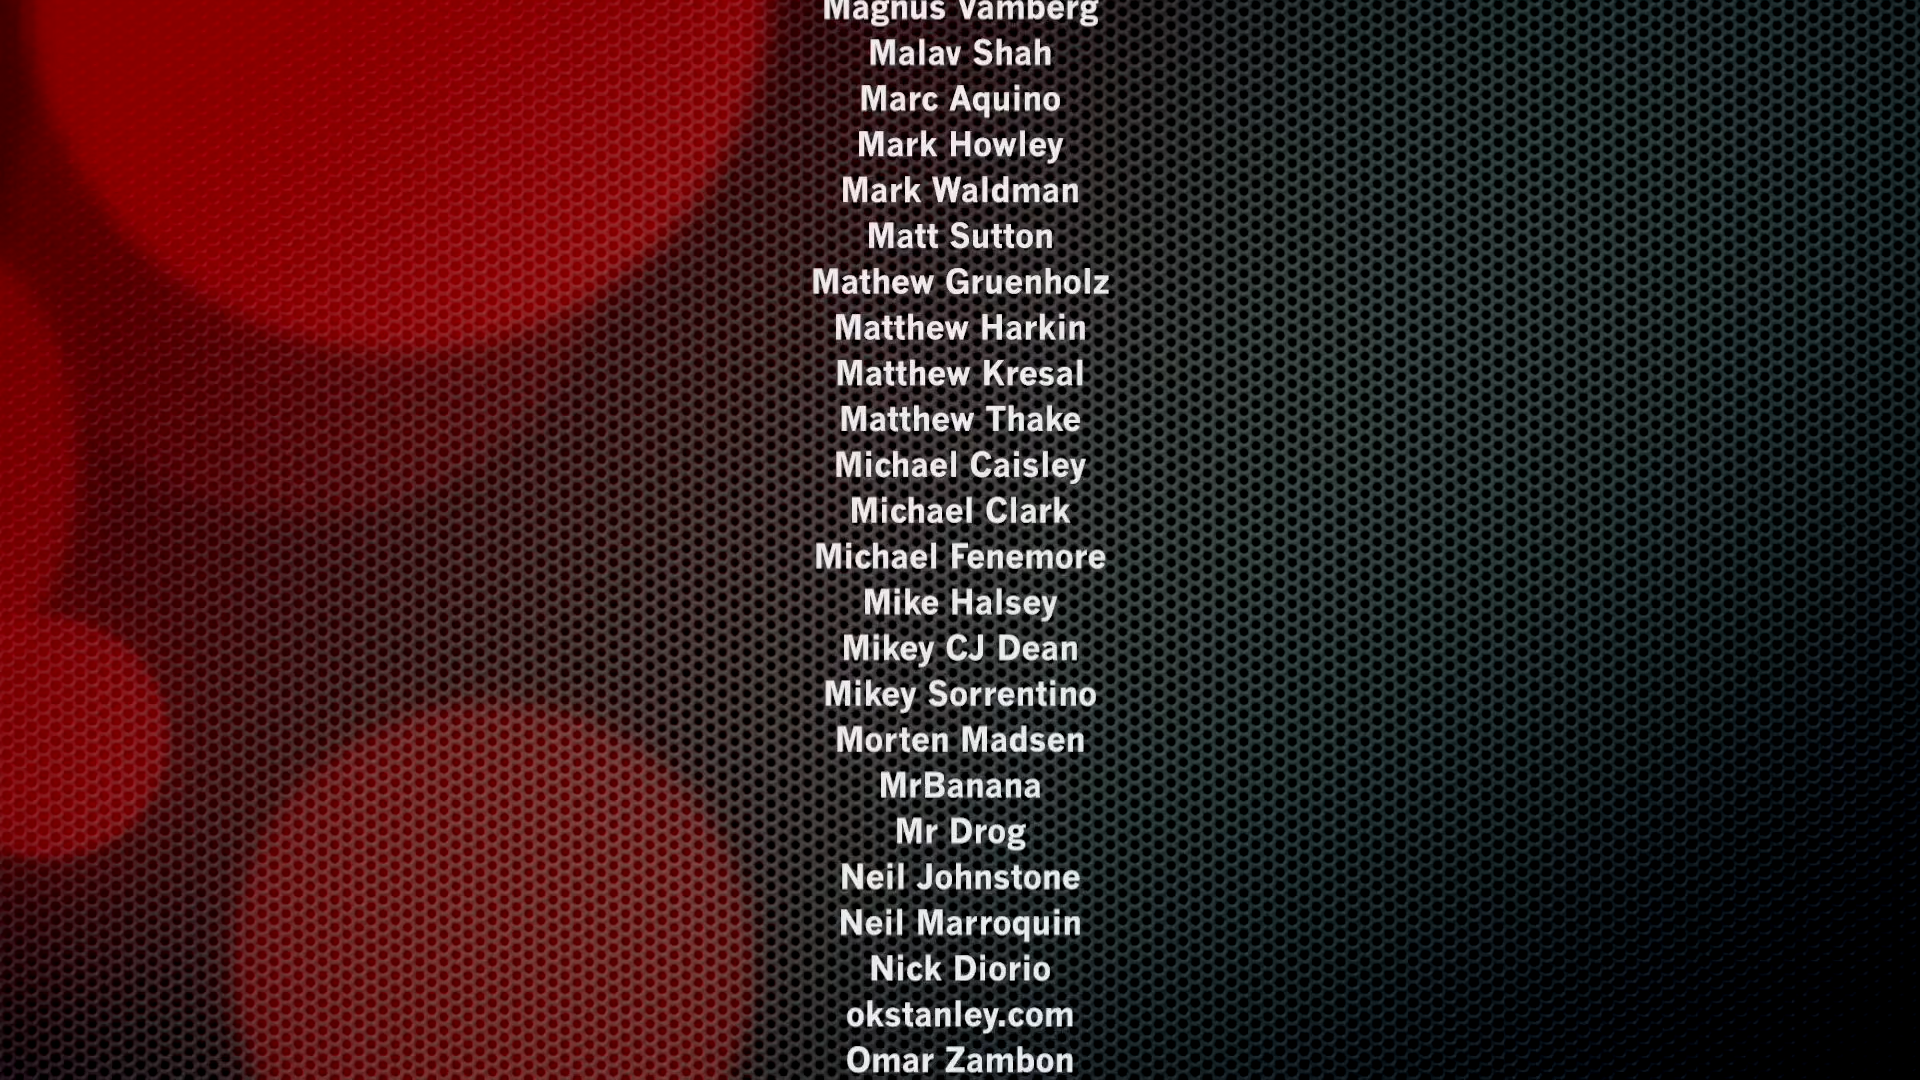 Magnus Vamberg
Malav Shah
Marc Aquino
Mark Howley
Mark Waldman
Matt Sutton
Mathew Gruenholz
Matthew Harkin
Matthew Kresal
Matthew Thake
Michael Caisley
Michael Clark
Michael Fenemore
Mike Halsey
Mikey CJ Dean
Mikey Sorrentino
Morten Madsen
MrBanana
Mr Drog
Neil Johnstone
Neil Marroquin
Nick Diorio
okstanley.com
Omar Zambon